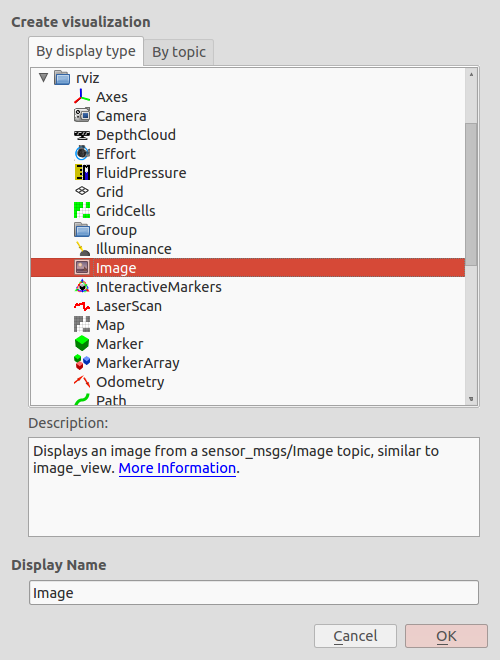 Create visualization
By display type
By topic
rviz
Axes
Camera
DepthCloud
Effort
FluidPressure
Grid
GridCells
Group
Illuminance
Image
InteractiveMarkers
LaserScan
Map
Marker
MarkerArray
Odometry
Path
Description:
Displays an image from a sensor_msgs/Image topic, similar to
image_view. More Information.
Display Name
Image
Cancel
OK